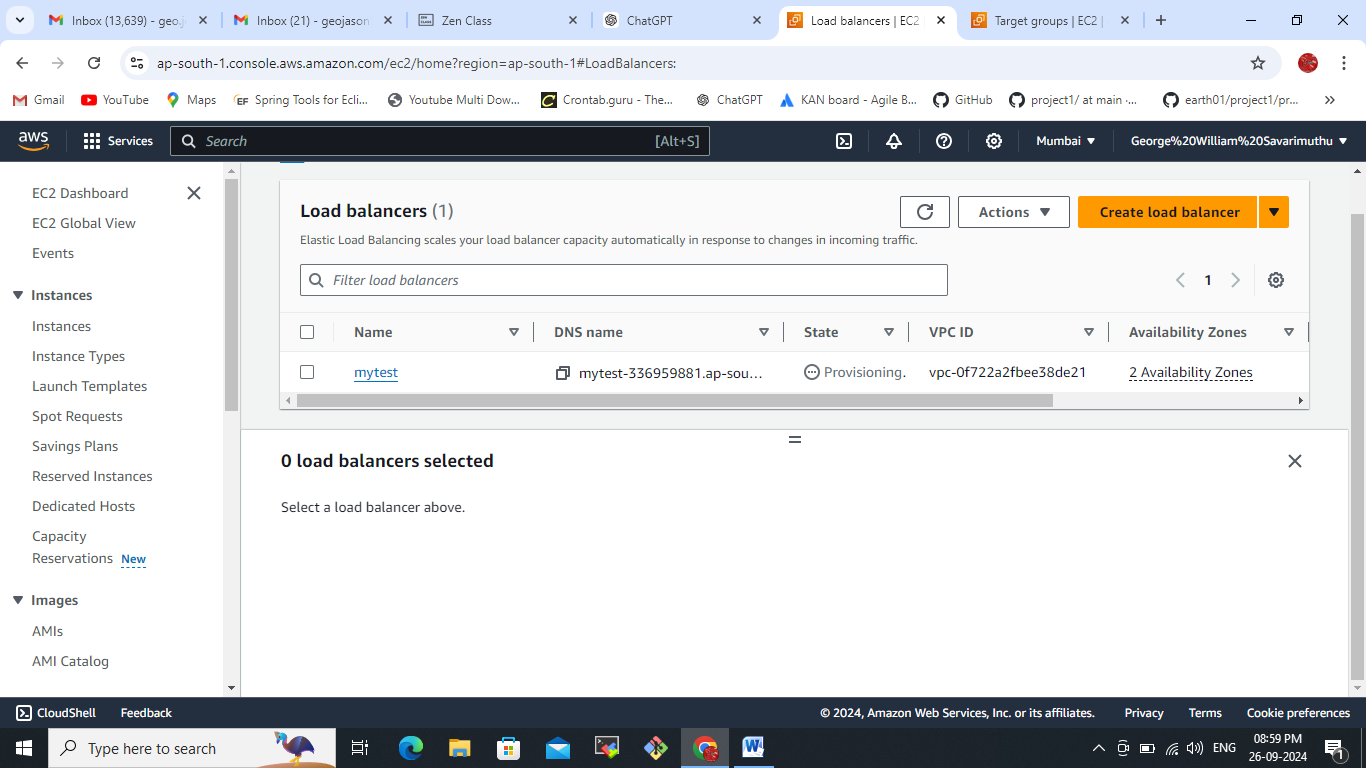 Inbox (13,639) - geo.j
Inbox (21) - geojason
Zen Class
ChatGPT
Load balancers | EC2
Target groups | EC2 |
ap-south-1.console.aws.amazon.com/ec2/home?region=ap-south-1#LoadBalancers:
Gmail
YouTube
Maps
Spring Tools for Ecli...
Youtube Multi Dow...
Crontab.guru - The...
ChatGPT
KAN board - Agile B...
GitHub
project1/ at main ·...
earth01/project1/pr...
aws
Services
Search
[Alt+S]
Mumbai
George%20William%20Savarimuthu
EC2 Dashboard
EC2 Global View
Events
Instances
Instances
Instance Types
Launch Templates
Spot Requests
Savings Plans
Reserved Instances
Dedicated Hosts
Capacity
Reservations New
Images
AMIs
AMI Catalog
Load balancers (1)
Actions
Create load balancer
Elastic Load Balancing scales your load balancer capacity automatically in response to changes in incoming traffic.
Filter load balancers
1
Name
DNS name
State
VPC ID
Availability Zones
mytest
mytest-336959881.ap-sou...
Provisioning.
vpc-0f722a2fbee38de21
2 Availability Zones
0 load balancers selected
Select a load balancer above.
CloudShell
Feedback
© 2024, Amazon Web Services, Inc. or its affiliates.
Privacy
Terms
Cookie preferences
Type here to search
ENG
08:59 PM
26-09-2024
1